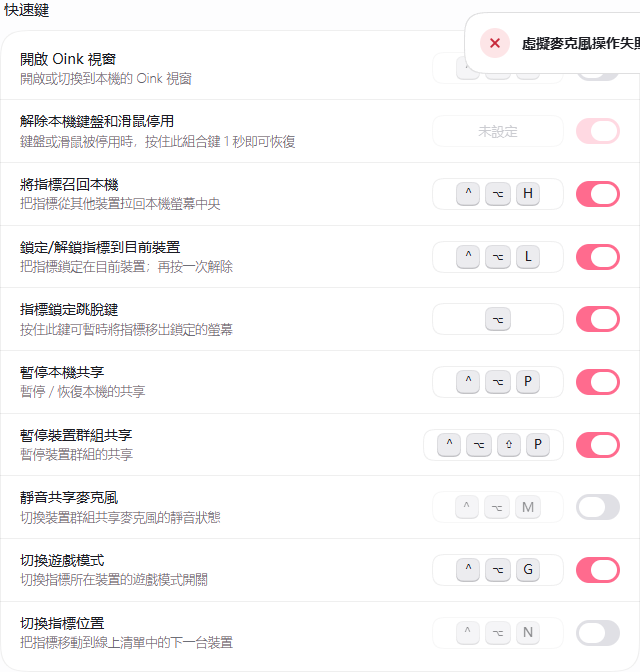 快速鍵
虛擬麥克風操作失
開啟 Oink 視窗
開啟或切換到本機的 Oink 視窗
^
解除本機鍵盤和滑鼠停用
鍵盤或滑鼠被停用時，按住此組合鍵 1 秒即可恢復
未設定
將指標召回本機
把指標從其他裝置拉回本機螢幕中央
^ ⌥ H
鎖定/解鎖指標到目前裝置
把指標鎖定在目前裝置；再按一次解除
^ ⌥ L
指標鎖定跳脫鍵
按住此鍵可暫時將指標移出鎖定的螢幕
⌥
暫停本機共享
暫停 / 恢復本機的共享
^ ⌥ P
暫停裝置群組共享
暫停裝置群組的共享
^ ⌥ ⇧ P
靜音共享麥克風
切換裝置群組共享麥克風的靜音狀態
^ ⌥ M
切換遊戲模式
切換指標所在裝置的遊戲模式開關
^ ⌥ G
切換指標位置
把指標移動到線上清單中的下一台裝置
^ ⌥ N